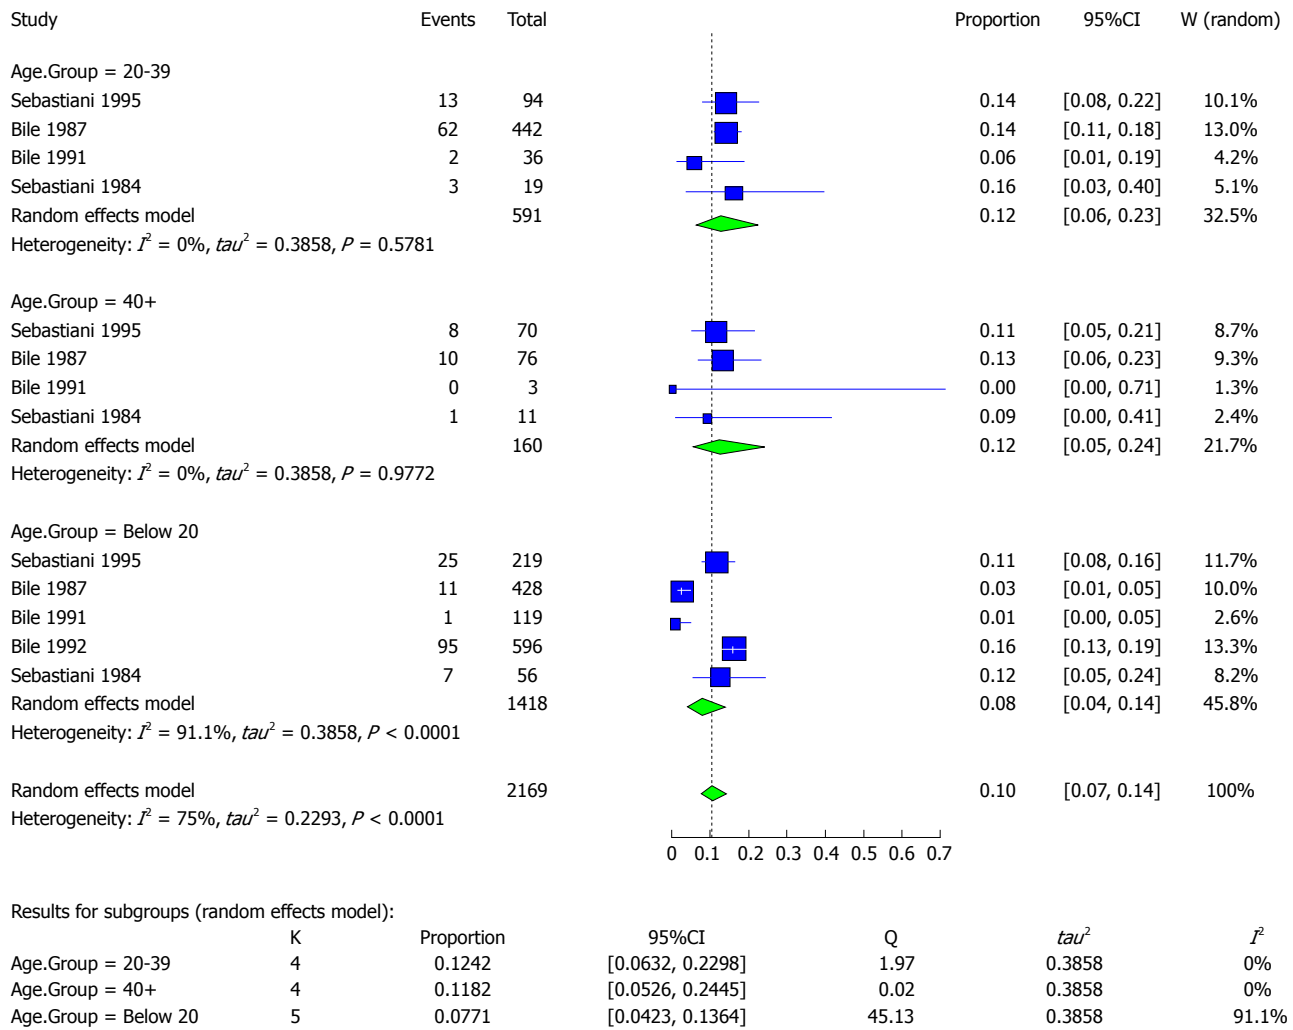 Study Events Total Proportion 95%CI W (random)
Age.Group = 20-39
Sebastiani 1995 13 94 0.14 [0.08, 0.22] 10.1%
Bile 1987 62 442 0.14 [0.11, 0.18] 13.0%
Bile 1991 2 36 0.06 [0.01, 0.19] 4.2%
Sebastiani 1984 3 19 0.16 [0.03, 0.40] 5.1%
Random effects model 591 0.12 [0.06, 0.23] 32.5%
Heterogeneity: I² = 0%, tau² = 0.3858, P = 0.5781
Age.Group = 40+
Sebastiani 1995 8 70 0.11 [0.05, 0.21] 8.7%
Bile 1987 10 76 0.13 [0.06, 0.23] 9.3%
Bile 1991 0 3 0.00 [0.00, 0.71] 1.3%
Sebastiani 1984 1 11 0.09 [0.00, 0.41] 2.4%
Random effects model 160 0.12 [0.05, 0.24] 21.7%
Heterogeneity: I² = 0%, tau² = 0.3858, P = 0.9772
Age.Group = Below 20
Sebastiani 1995 25 219 0.11 [0.08, 0.16] 11.7%
Bile 1987 11 428 0.03 [0.01, 0.05] 10.0%
Bile 1991 1 119 0.01 [0.00, 0.05] 2.6%
Bile 1992 95 596 0.16 [0.13, 0.19] 13.3%
Sebastiani 1984 7 56 0.12 [0.05, 0.24] 8.2%
Random effects model 1418 0.08 [0.04, 0.14] 45.8%
Heterogeneity: I² = 91.1%, tau² = 0.3858, P < 0.0001
Random effects model 2169 0.10 [0.07, 0.14] 100%
Heterogeneity: I² = 75%, tau² = 0.2293, P < 0.0001
0 0.1 0.2 0.3 0.4 0.5 0.6 0.7
Results for subgroups (random effects model):
K Proportion 95%CI Q tau² I²
Age.Group = 20-39 4 0.1242 [0.0632, 0.2298] 1.97 0.3858 0%
Age.Group = 40+ 4 0.1182 [0.0526, 0.2445] 0.02 0.3858 0%
Age.Group = Below 20 5 0.0771 [0.0423, 0.1364] 45.13 0.3858 91.1%